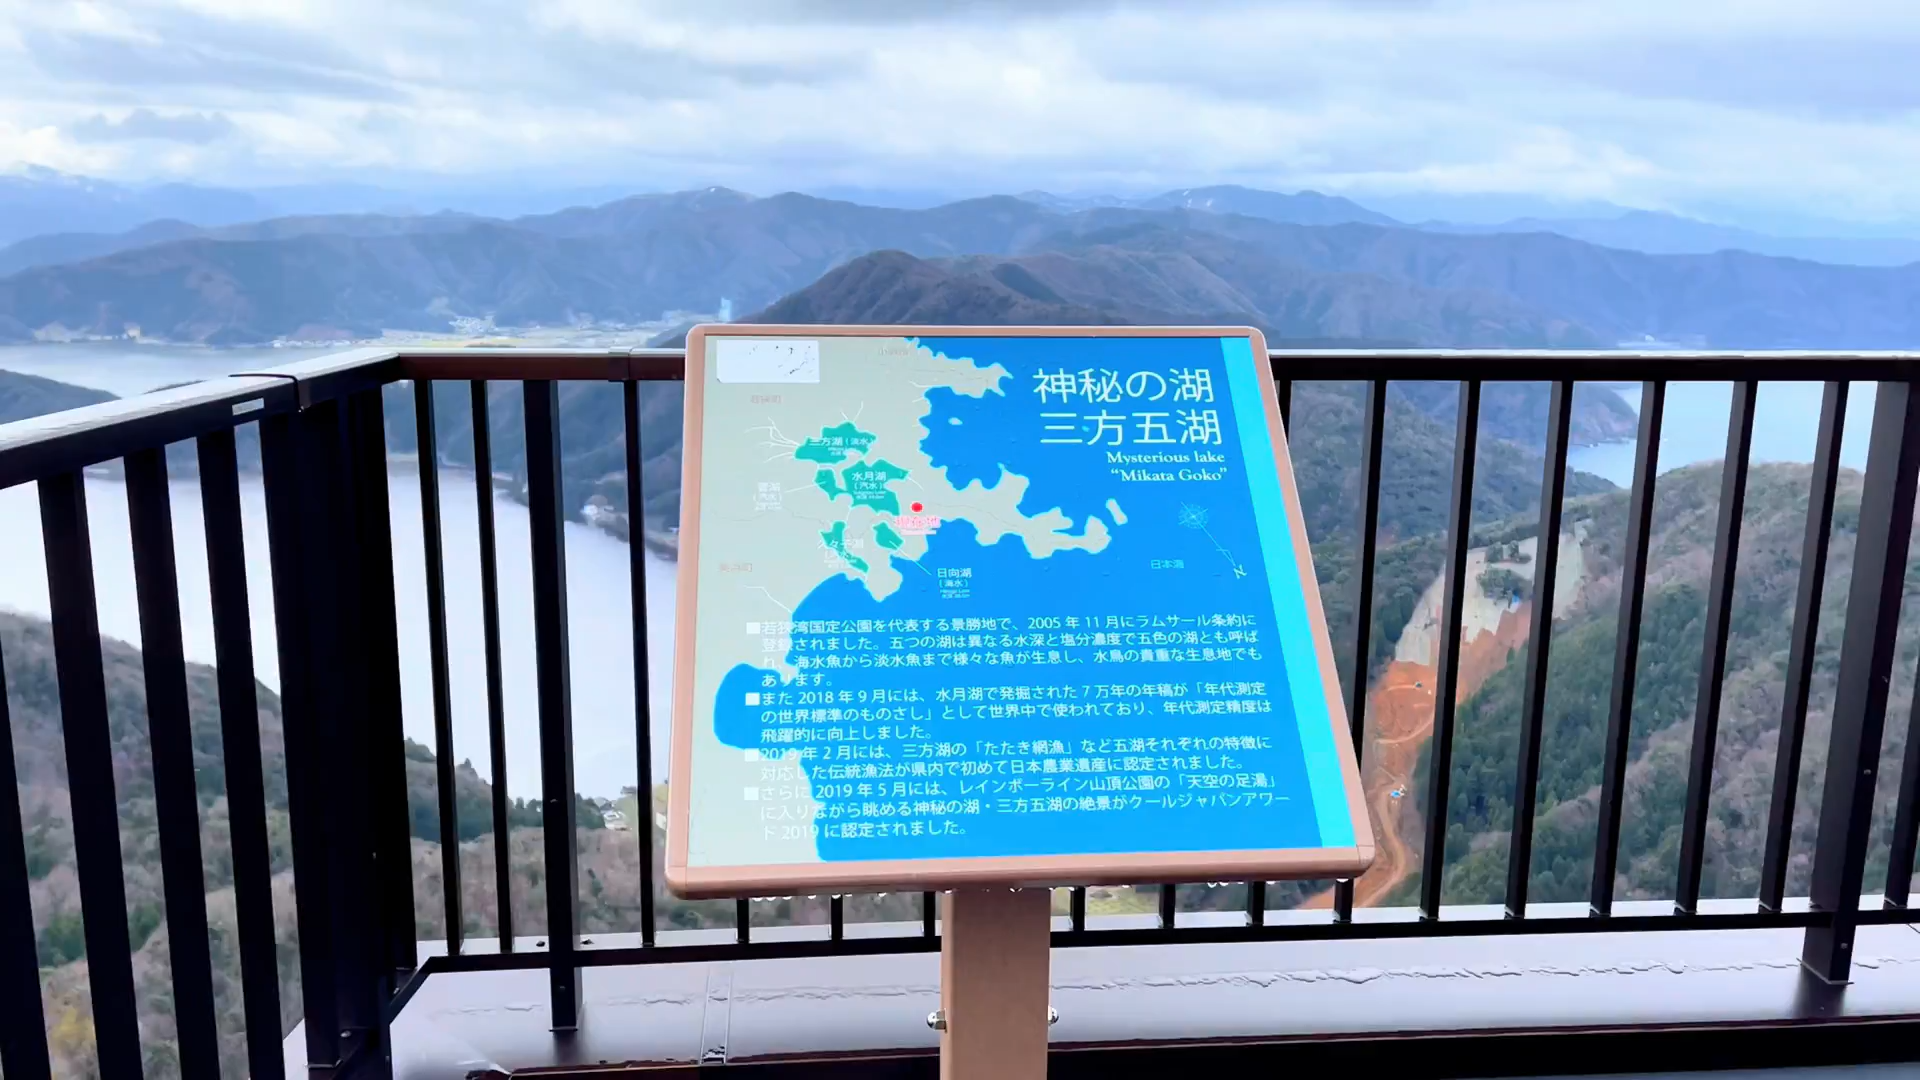 神秘の湖
三方五湖
Mysterious lake
“Mikata Goko”
三方湖（淡水）
水月湖
（汽水）
菅湖
（汽水）
現在地
久々子湖
日向湖
（海水）
日本海
■若狭湾国定公園を代表する景勝地で、2005 年 11 月にラムサール条約に
登録されました。五つの湖は異なる水深と塩分濃度で五色の湖とも呼ば
れ、海水魚から淡水魚まで様々な魚が生息し、水鳥の貴重な生息地でも
あります。
■また 2018 年 9 月には、水月湖で発掘された 7 万年の年稿が「年代測定
の世界標準のものさし」として世界中で使われており、年代測定精度は
飛躍的に向上しました。
■2019 年 2 月には、三方湖の「たたき網漁」など五湖それぞれの特徴に
対応した伝統漁法が県内で初めて日本農業遺産に認定されました。
■さらに 2019 年 5 月には、レインボーライン山頂公園の「天空の足湯」
に入りながら眺める神秘の湖・三方五湖の絶景がクールジャパンアワー
ド 2019 に認定されました。